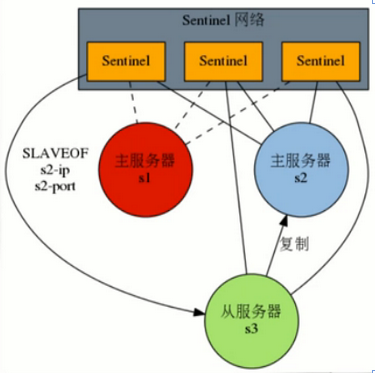 Sentinel 网络
Sentinel
Sentinel
Sentinel
SLAVEOF
s2-ip
s2-port
主服务器
s1
主服务器
s2
复制
从服务器
s3